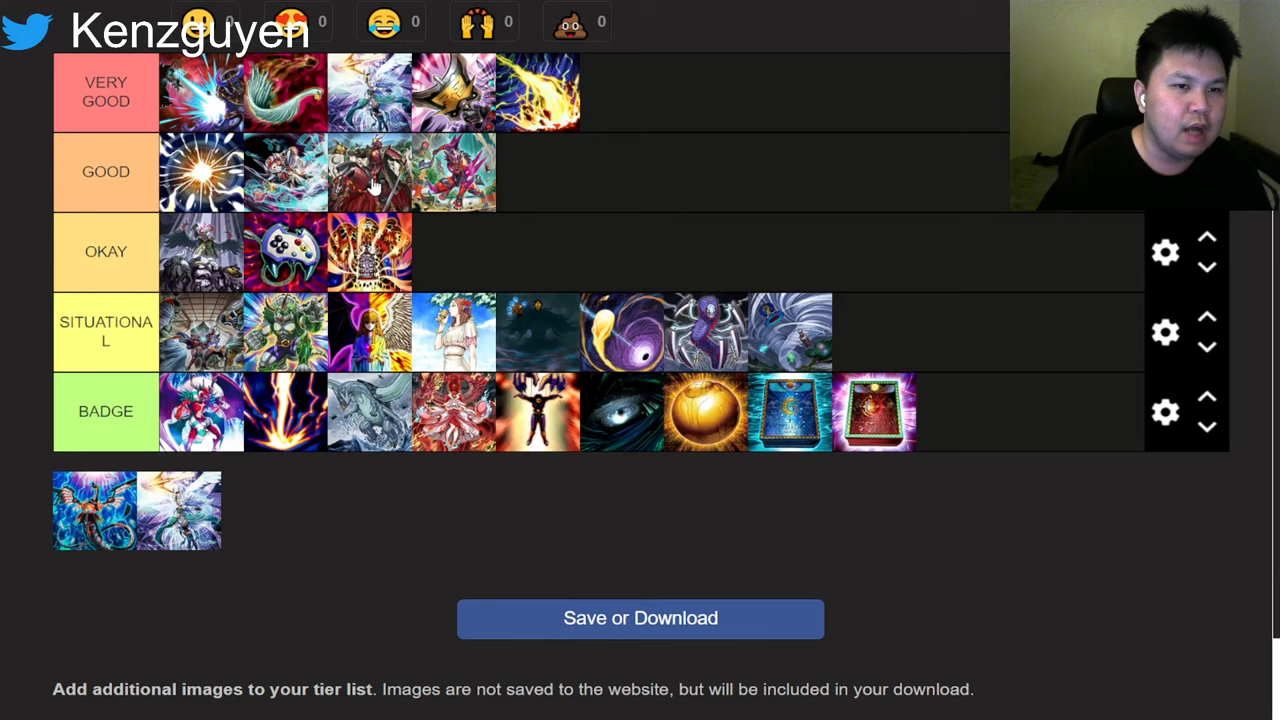 0 0 0 0 0
Kenzguyen
VERY
GOOD
GOOD
OKAY
SITUATIONA
L
BADGE
Save or Download
Add additional images to your tier list. Images are not saved to the website, but will be included in your download.